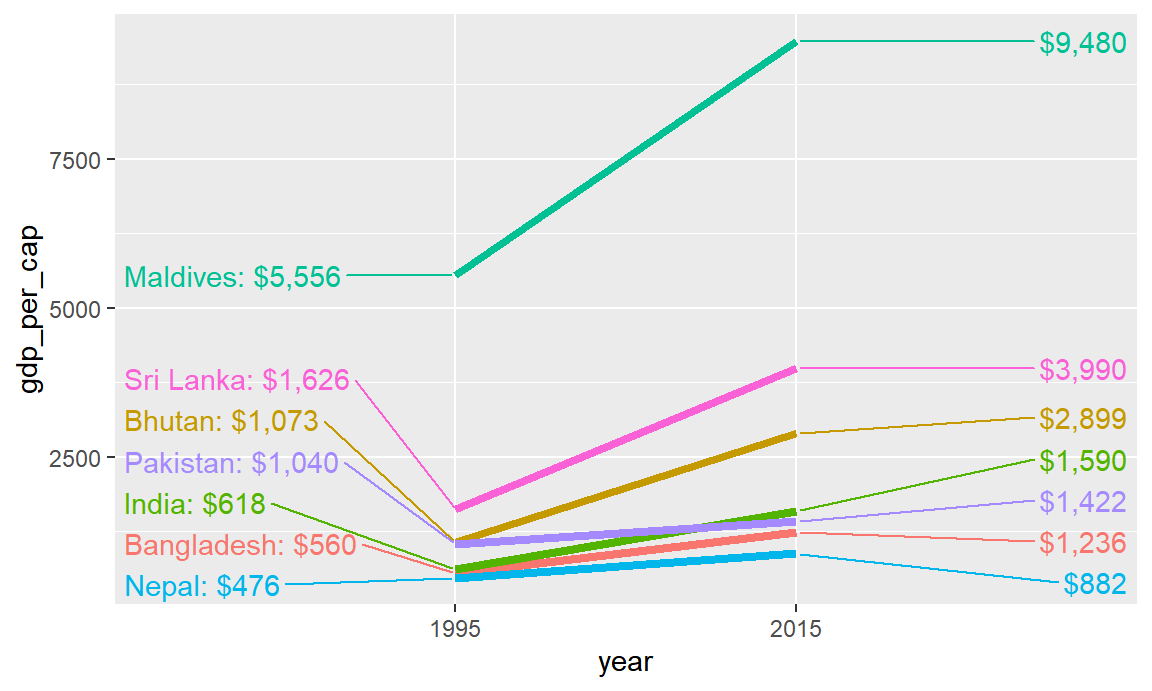 $9,480
7500
Maldives: $5,556
5000
gdp_per_cap
Sri Lanka: $1,626
$3,990
Bhutan: $1,073
$2,899
2500
Pakistan: $1,040
$1,590
India: $618
$1,422
Bangladesh: $560
$1,236
Nepal: $476
$882
1995
2015
year